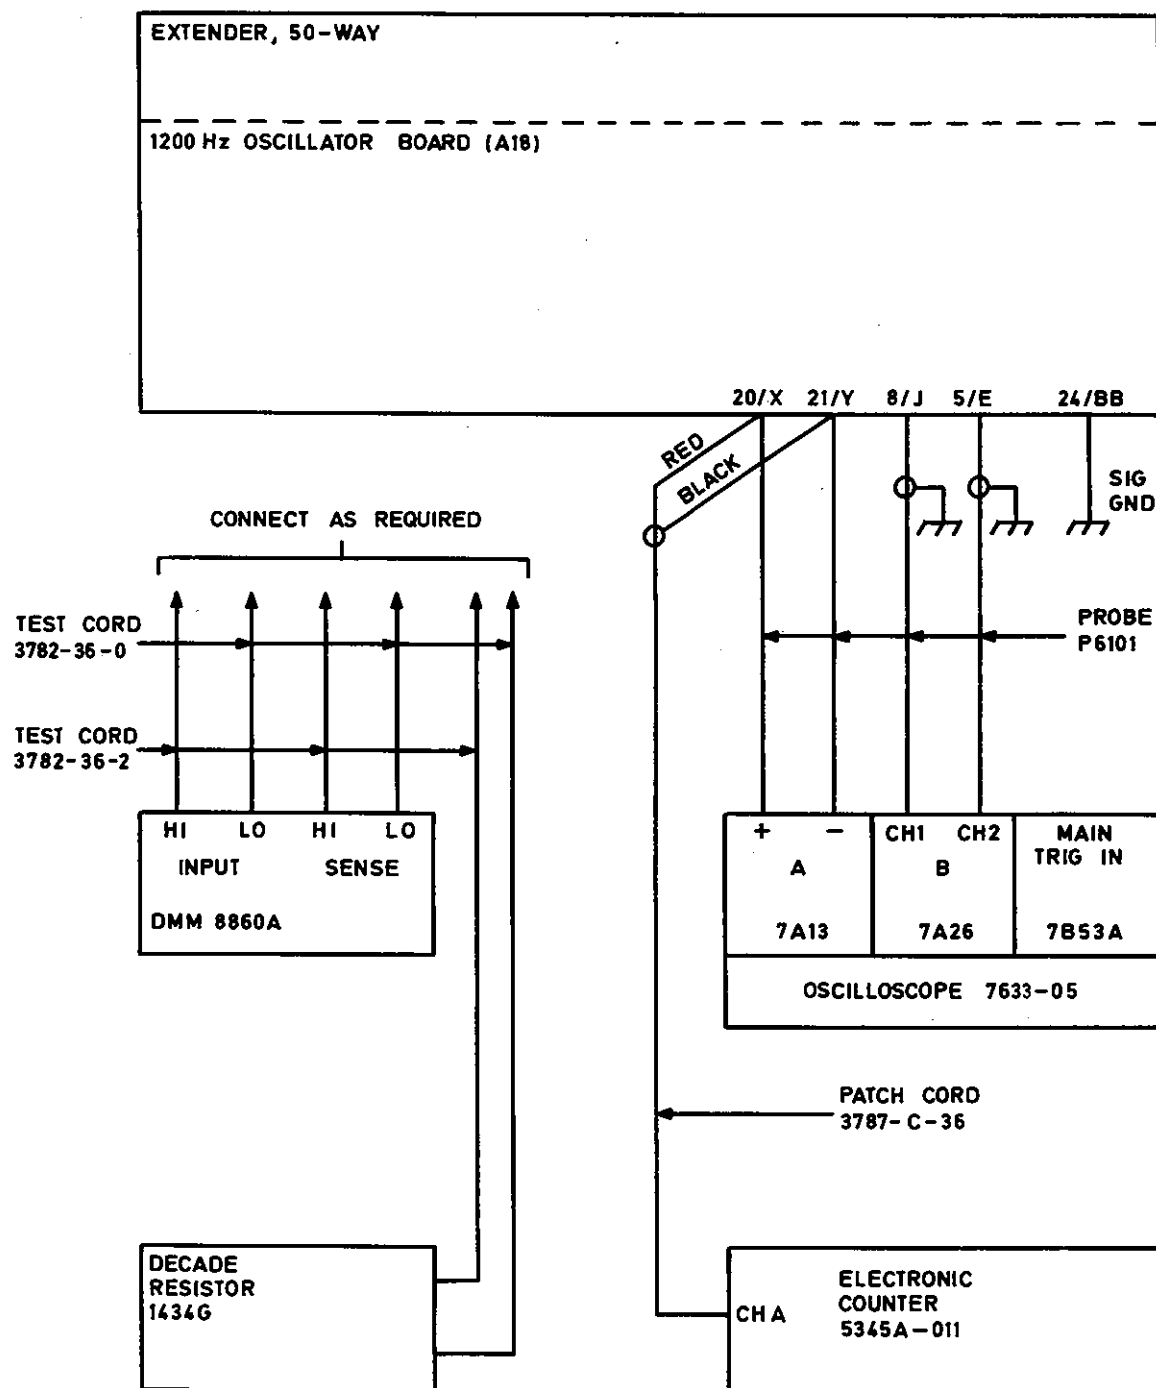 EXTENDER, 50-WAY
1200 Hz OSCILLATOR BOARD (A18)
20/X 21/Y 8/J 5/E 24/BB
RED
BLACK
SIG
GND
CONNECT AS REQUIRED
TEST CORD
3782-36-0
PROBE
P6101
TEST CORD
3782-36-2
HI LO HI LO
INPUT SENSE
DMM 8860A
+ - CH1 CH2 MAIN
TRIG IN
A B
7A13 7A26 7B53A
OSCILLOSCOPE 7633-05
PATCH CORD
3787-C-36
DECADE
RESISTOR
1434G
CH A
ELECTRONIC
COUNTER
5345A-011